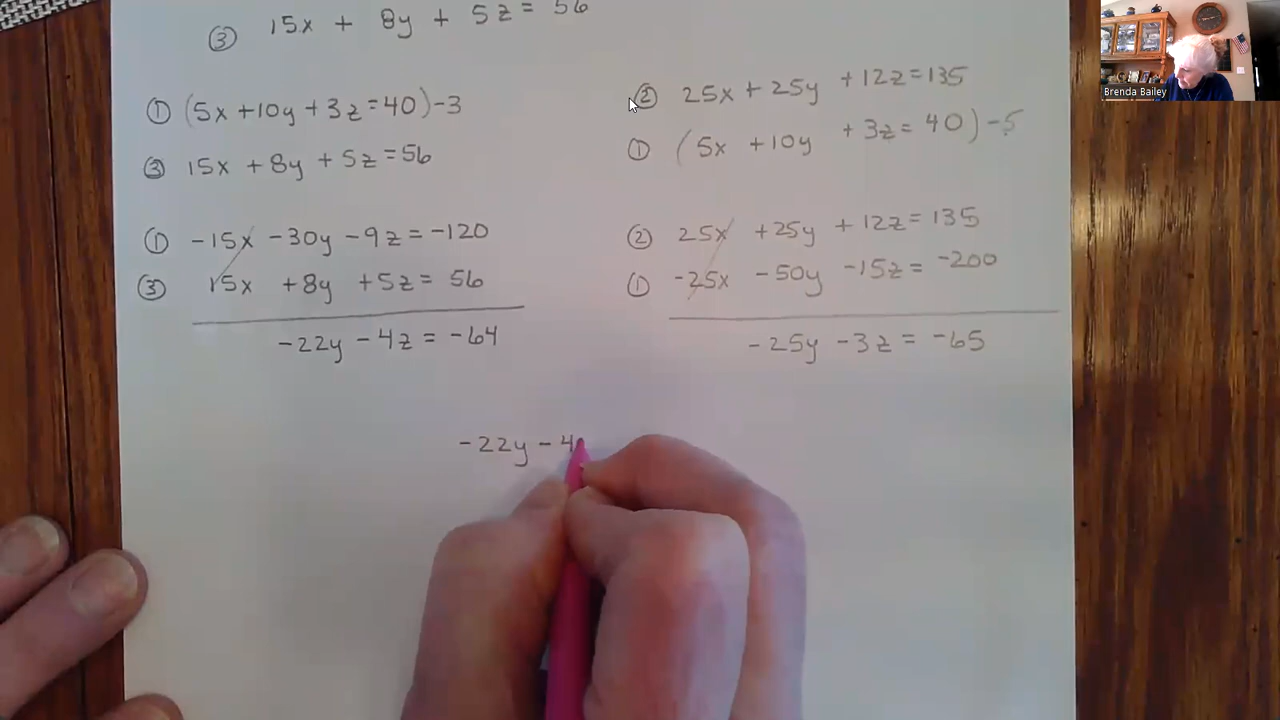 ③ 15x + 8y + 5z = 56
① (5x + 10y + 3z = 40) -3
③ 15x + 8y + 5z = 56
① -15x - 30y - 9z = -120
③ 15x + 8y + 5z = 56
-22y - 4z = -64
② 25x + 25y + 12z = 135
① (5x + 10y + 3z = 40) -5
② 25x + 25y + 12z = 135
① -25x - 50y - 15z = -200
-25y - 3z = -65
-22y - 4
Brenda Bailey